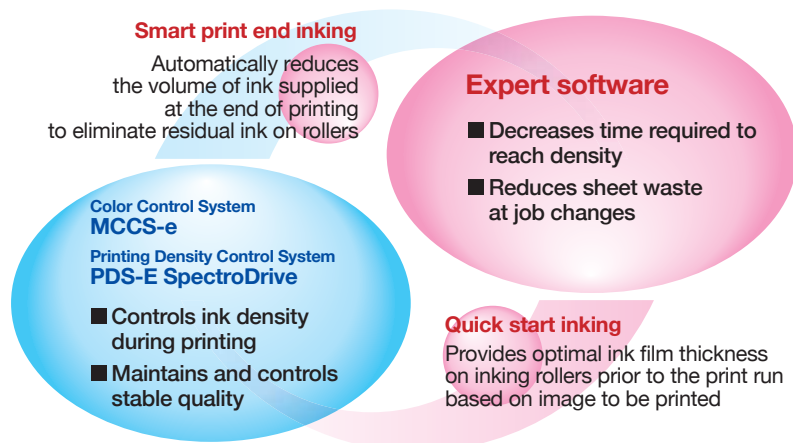 Smart print end inking
Automatically reduces
the volume of ink supplied
at the end of printing
to eliminate residual ink on rollers
Expert software
■ Decreases time required to
reach density
■ Reduces sheet waste
at job changes
Color Control System
MCCS-e
Printing Density Control System
PDS-E SpectroDrive
■ Controls ink density
during printing
■ Maintains and controls
stable quality
Quick start inking
Provides optimal ink film thickness
on inking rollers prior to the print run
based on image to be printed